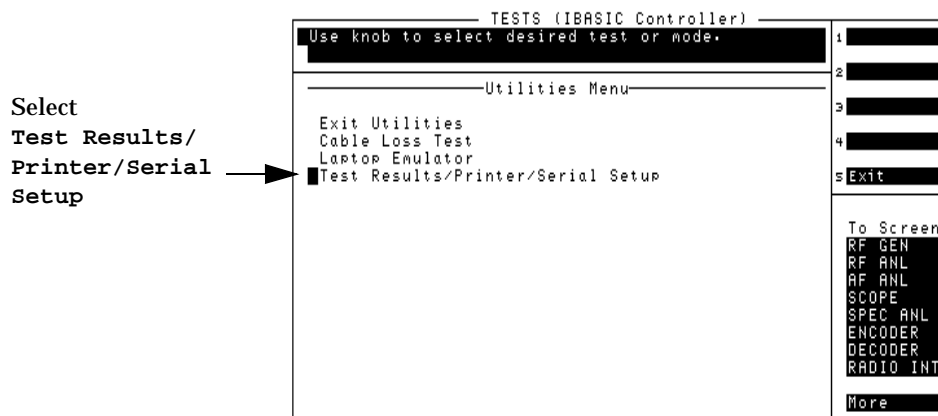 Select
Test Results/
Printer/Serial
Setup
TESTS (IBASIC Controller)
Use knob to select desired test or mode.
Utilities Menu
Exit Utilities
Cable Loss Test
Laptop Emulator
Test Results/Printer/Serial Setup
1
2
3
4
5 Exit
To Screen
RF GEN
RF ANL
AF ANL
SCOPE
SPEC ANL
ENCODER
DECODER
RADIO INT
More